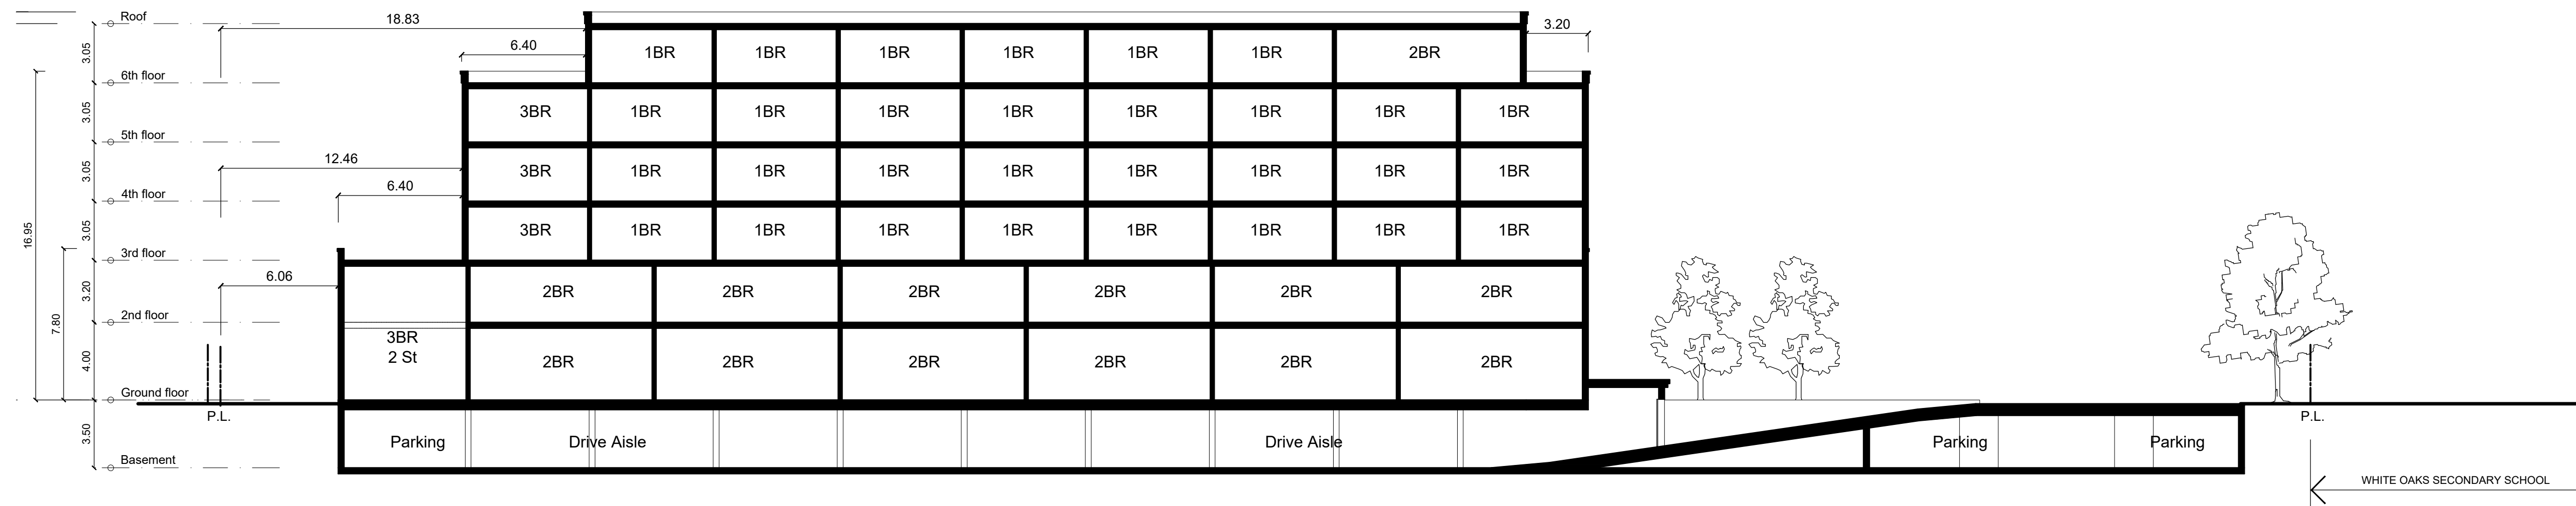 Roof
18.83
3.20
6.40
3.05
1BR 1BR 1BR 1BR 1BR 1BR 2BR
6th floor
3.05
3BR 1BR 1BR 1BR 1BR 1BR 1BR 1BR 1BR
5th floor
12.46
3.05
3BR 1BR 1BR 1BR 1BR 1BR 1BR 1BR 1BR
6.40
4th floor
16.95
3.05
3BR 1BR 1BR 1BR 1BR 1BR 1BR 1BR 1BR
3rd floor
6.06
3.20
2BR 2BR 2BR 2BR 2BR 2BR
2nd floor
7.80
3BR
2 St
4.00
2BR 2BR 2BR 2BR 2BR 2BR
Ground floor
P.L.
P.L.
3.50
Parking Drive Aisle Drive Aisle Parking Parking
Basement
WHITE OAKS SECONDARY SCHOOL